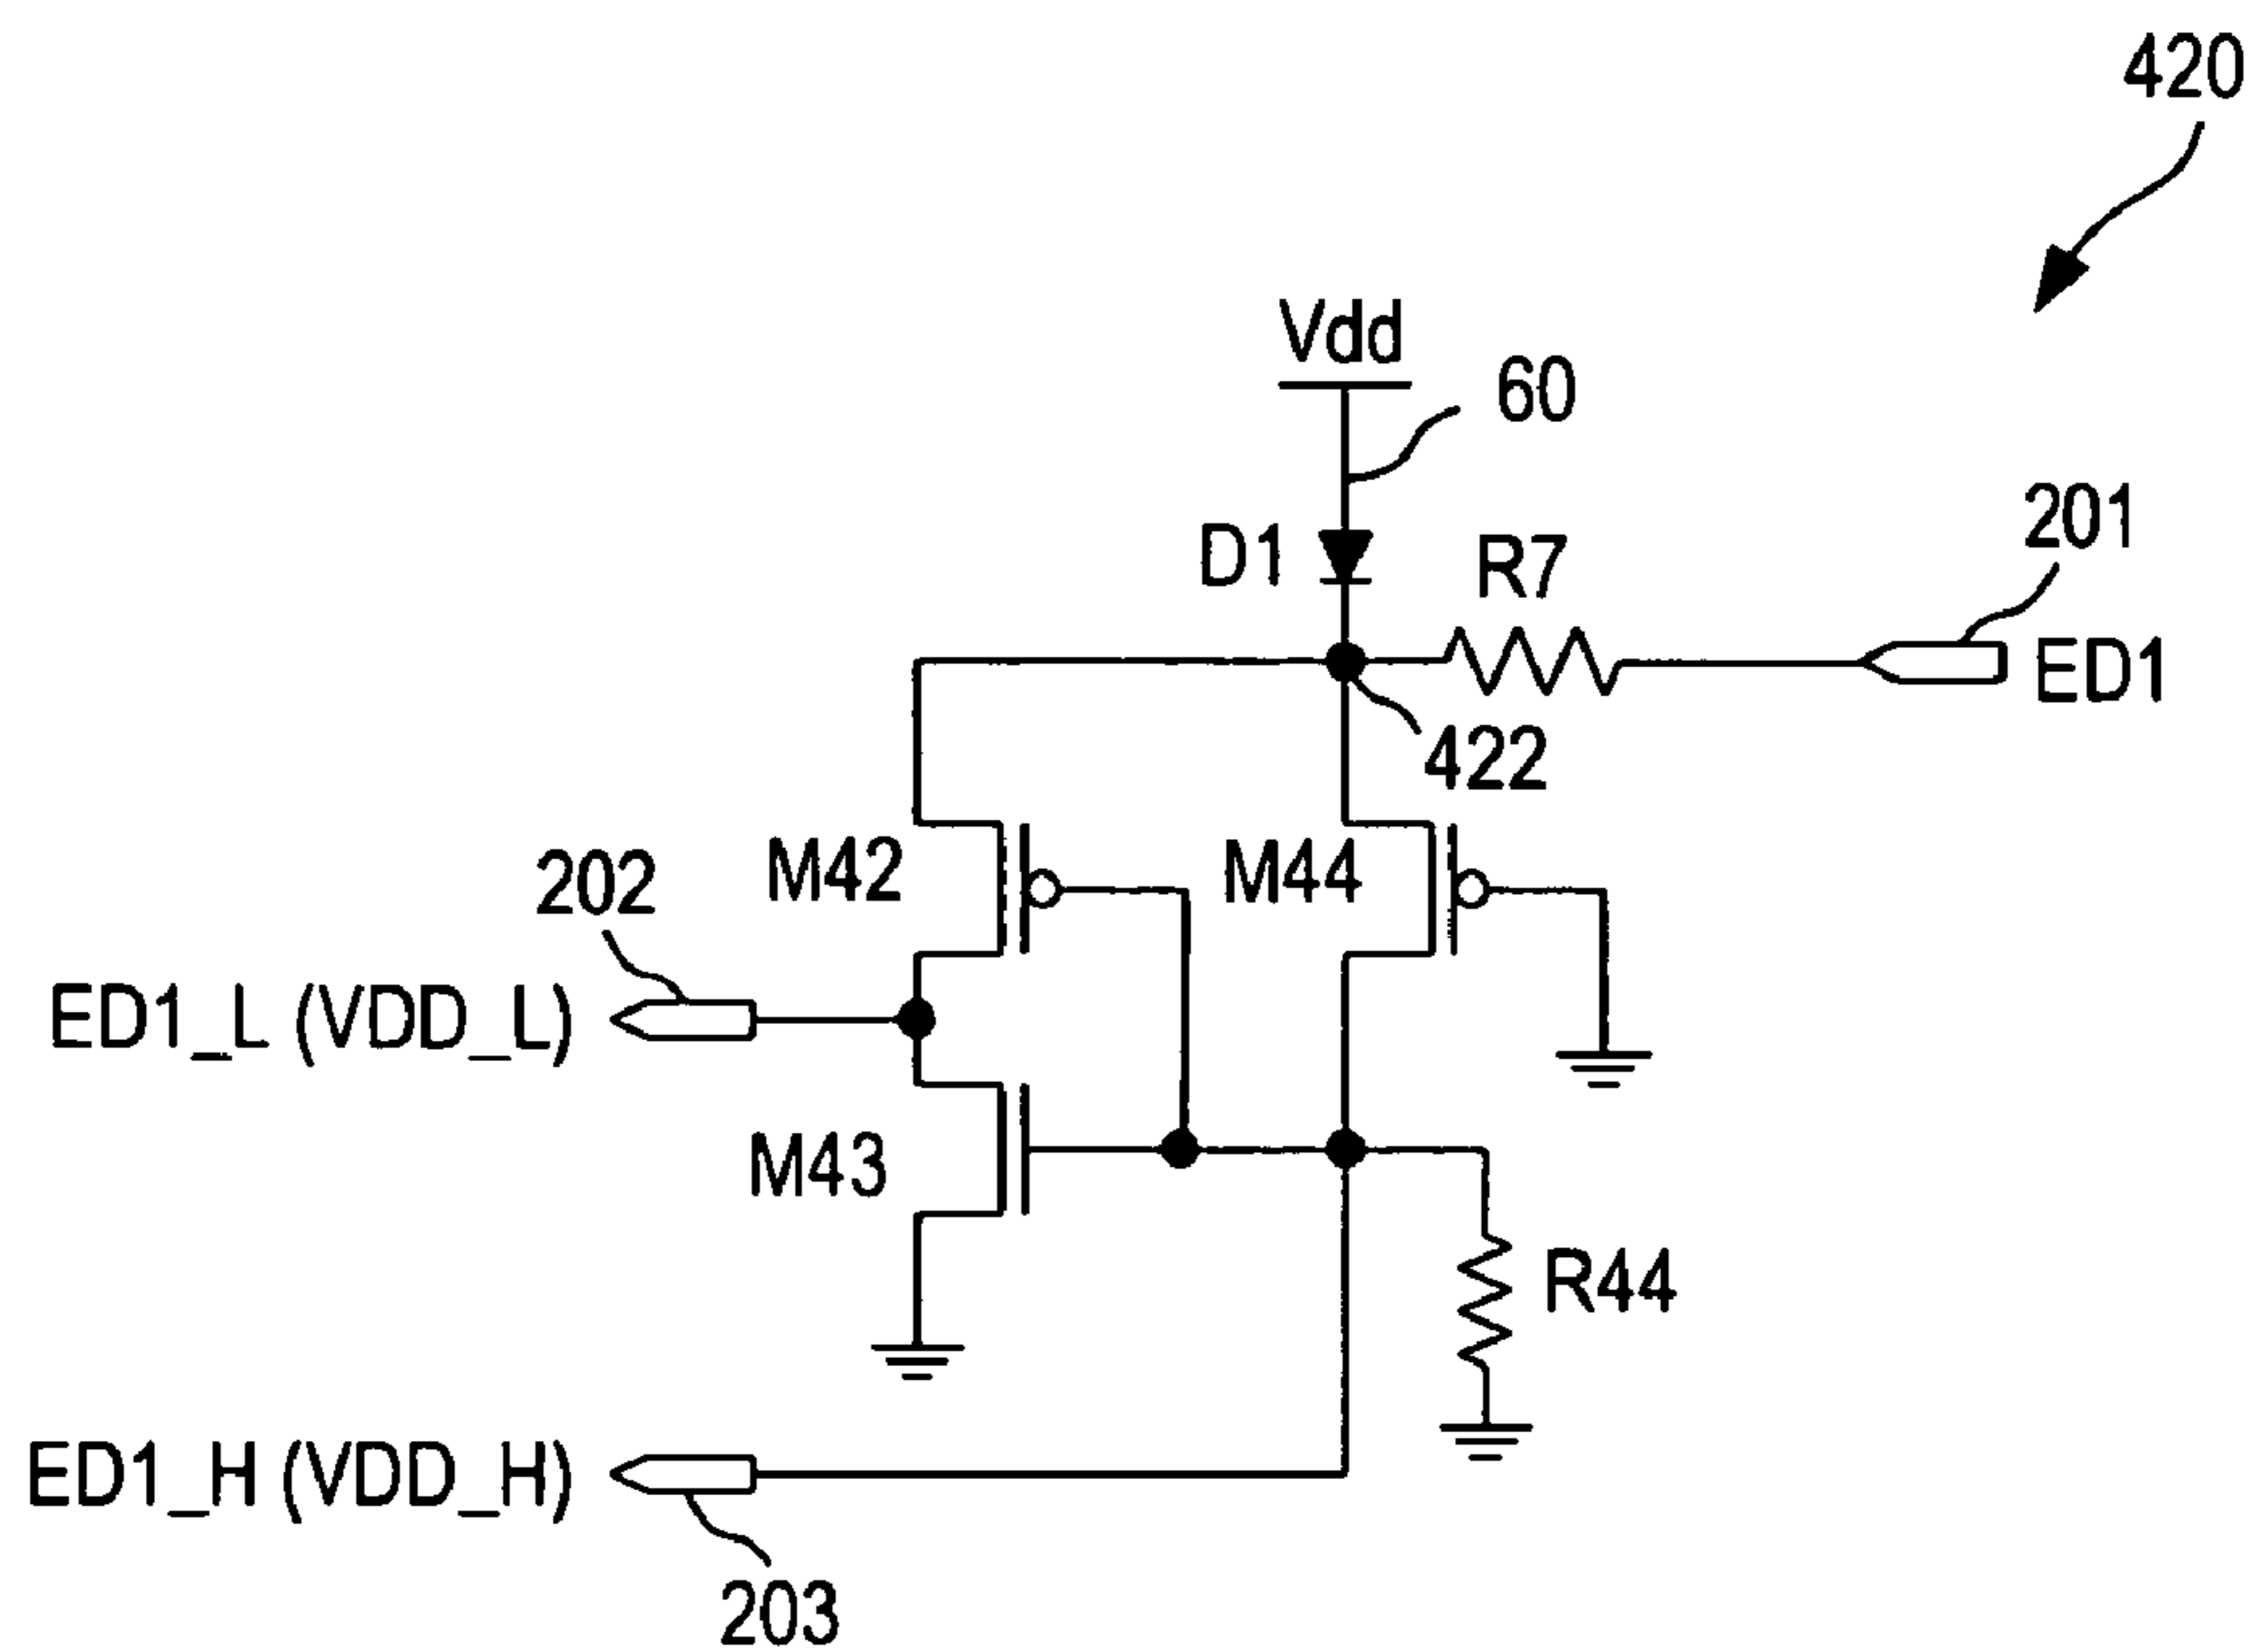 420
Vdd
60
201
D1
R7
ED1
422
M42
M44
202
ED1_L (VDD_L)
M43
R44
ED1_H (VDD_H)
203